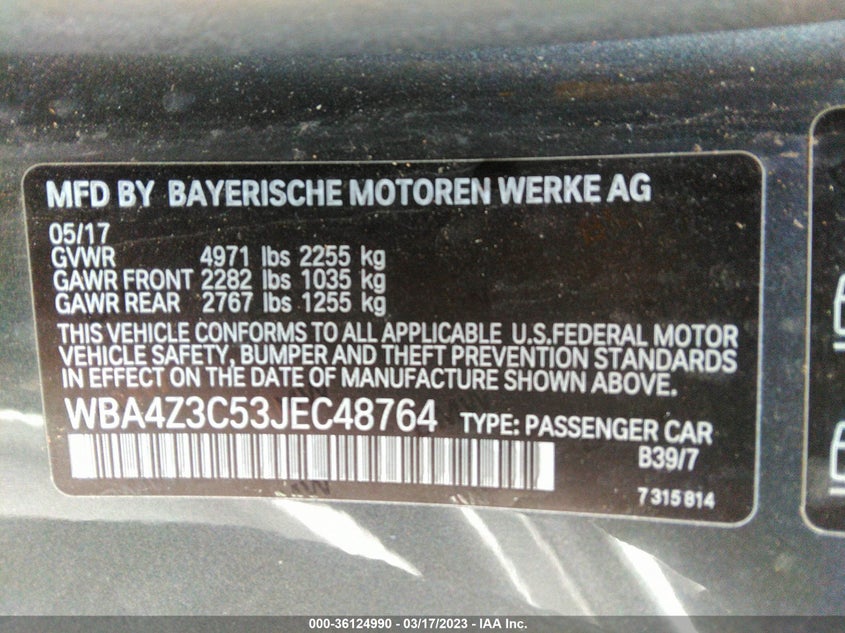 MFD BY BAYERISCHE MOTOREN WERKE AG
05/17
GVWR 4971 lbs 2255 kg
GAWR FRONT 2282 lbs 1035 kg
GAWR REAR 2767 lbs 1255 kg
THIS VEHICLE CONFORMS TO ALL APPLICABLE U.S.FEDERAL MOTOR
VEHICLE SAFETY, BUMPER AND THEFT PREVENTION STANDARDS
IN EFFECT ON THE DATE OF MANUFACTURE SHOWN ABOVE.
WBA4Z3C53JEC48764 TYPE: PASSENGER CAR
B39/7
7 315 814
000-36124990 - 03/17/2023 - IAA Inc.